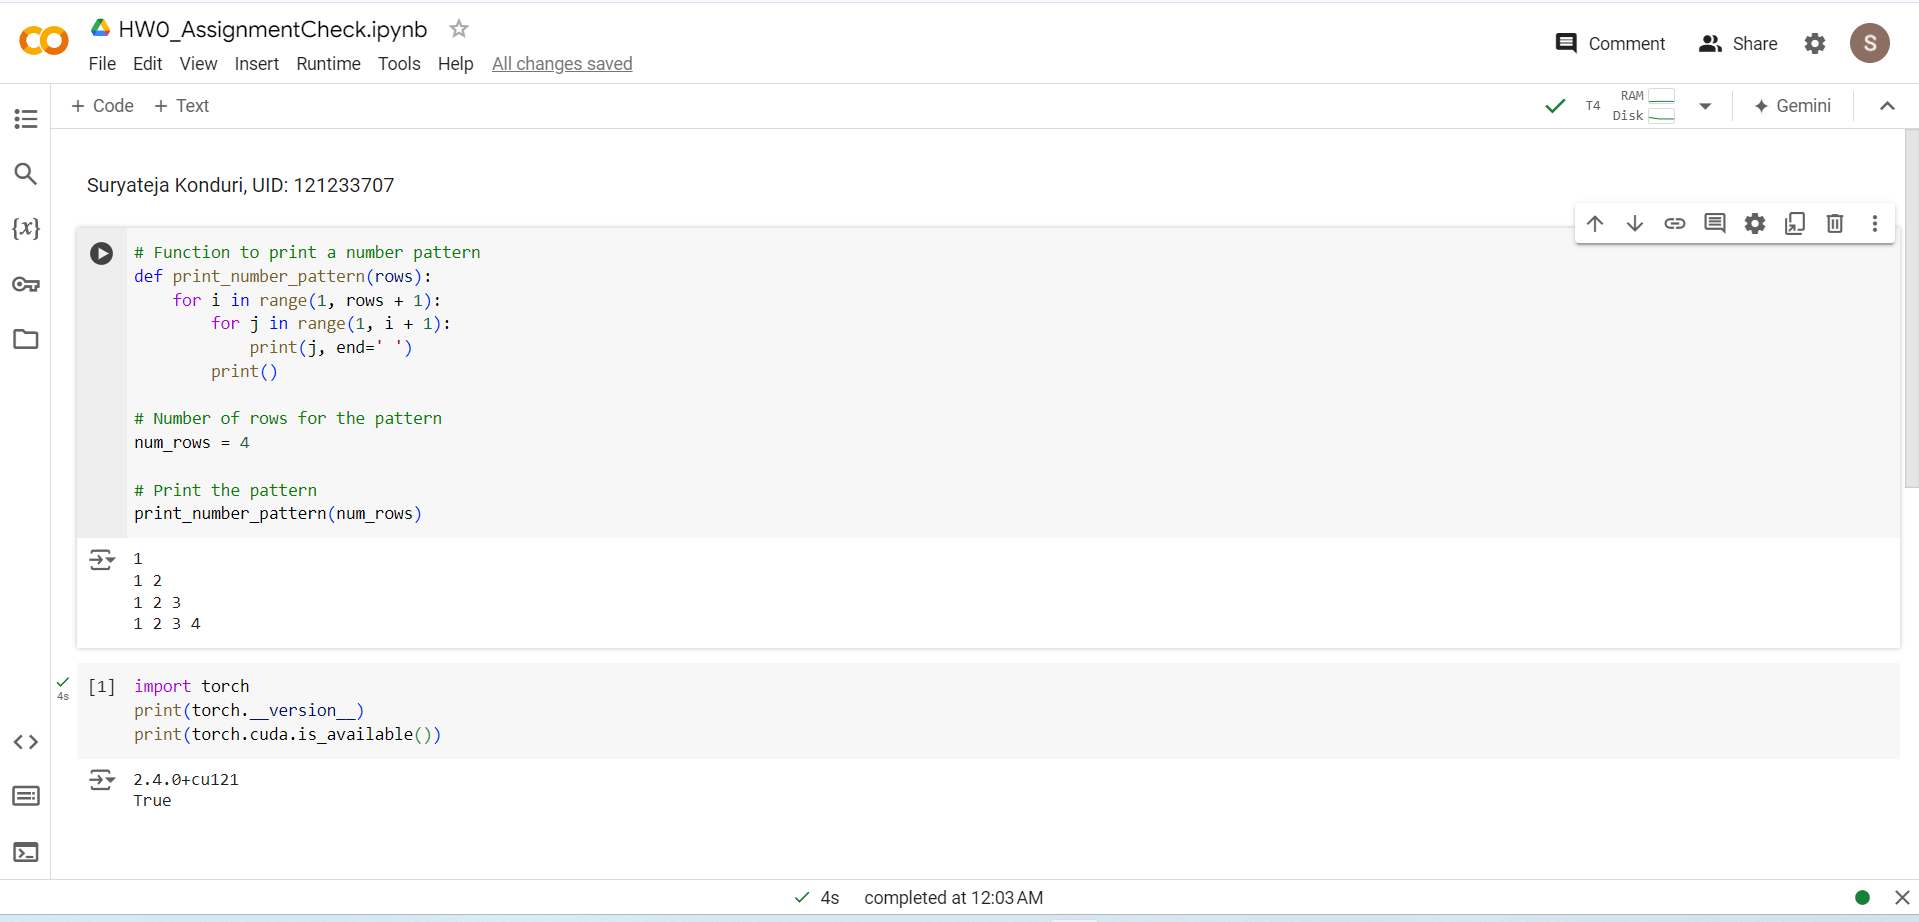 HW0_AssignmentCheck.ipynb
File Edit View Insert Runtime Tools Help All changes saved
Comment Share S
+ Code + Text
T4 RAM Disk Gemini
Suryateja Konduri, UID: 121233707
# Function to print a number pattern
def print_number_pattern(rows):
    for i in range(1, rows + 1):
        for j in range(1, i + 1):
            print(j, end=' ')
        print()
# Number of rows for the pattern
num_rows = 4
# Print the pattern
print_number_pattern(num_rows)
1
1 2
1 2 3
1 2 3 4
4s
[1] import torch
print(torch.__version__)
print(torch.cuda.is_available())
2.4.0+cu121
True
4s completed at 12:03 AM